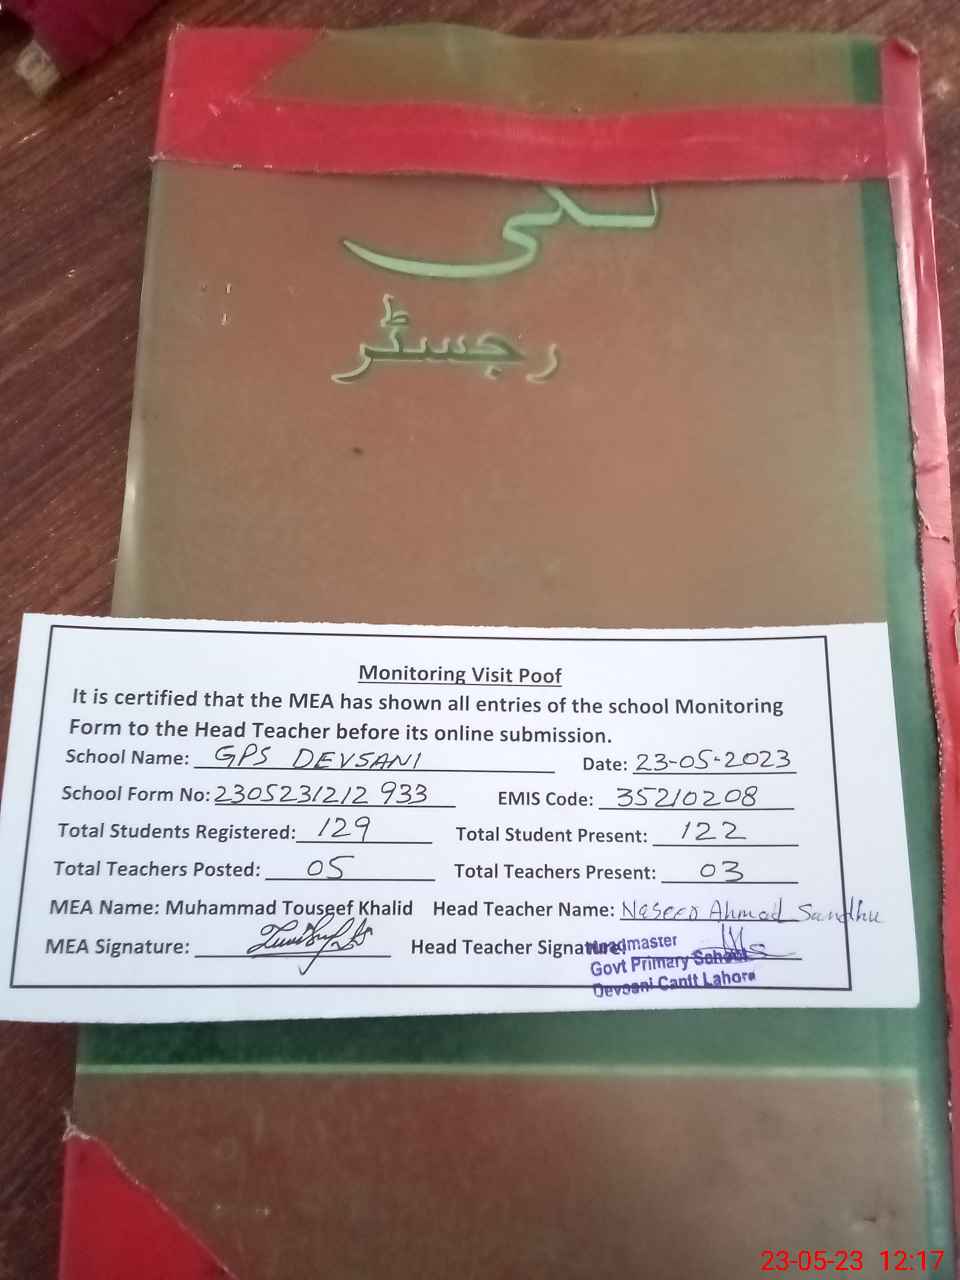 رجسٹر
Monitoring Visit Poof
It is certified that the MEA has shown all entries of the school Monitoring
Form to the Head Teacher before its online submission.
School Name: GPS DEVSANI Date: 23-05-2023
School Form No: 2305231212 933 EMIS Code: 35210208
Total Students Registered: 129 Total Student Present: 122
Total Teachers Posted: 05 Total Teachers Present: 03
MEA Name: Muhammad Touseef Khalid Head Teacher Name: Naseer Ahmad Sandhu
MEA Signature: Head Teacher Signature:
Headmaster
Govt Primary School
Devsani Cantt Lahore
23-05-23 12:17